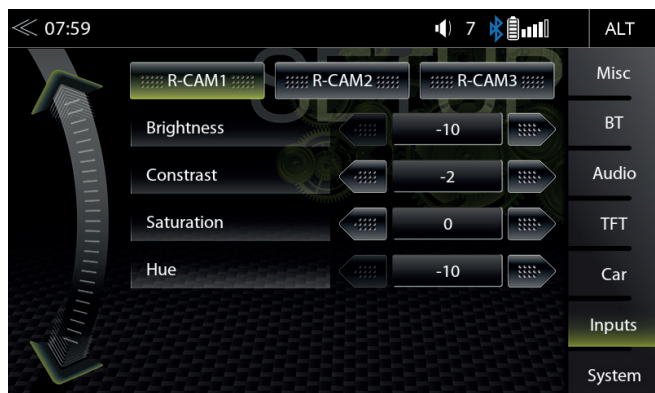 07:59 7 ALT
SETUP
R-CAM1 R-CAM2 R-CAM3
Brightness -10
Constrast -2
Saturation 0
Hue -10
Misc
BT
Audio
TFT
Car
Inputs
System